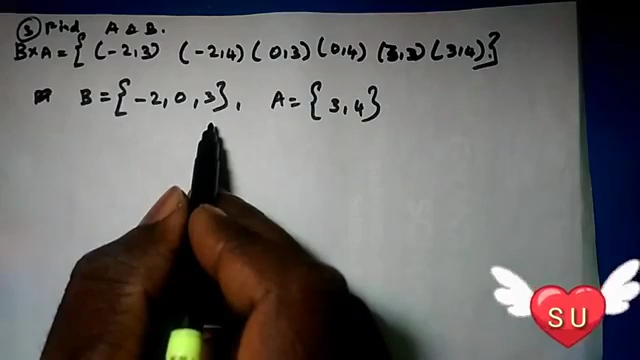 ③ Find A & B.
B×A = { (-2,3) (-2,4) (0,3) (0,4) (3,3) (3,4) }
B = { -2, 0, 3 }, A = { 3, 4 }
SU